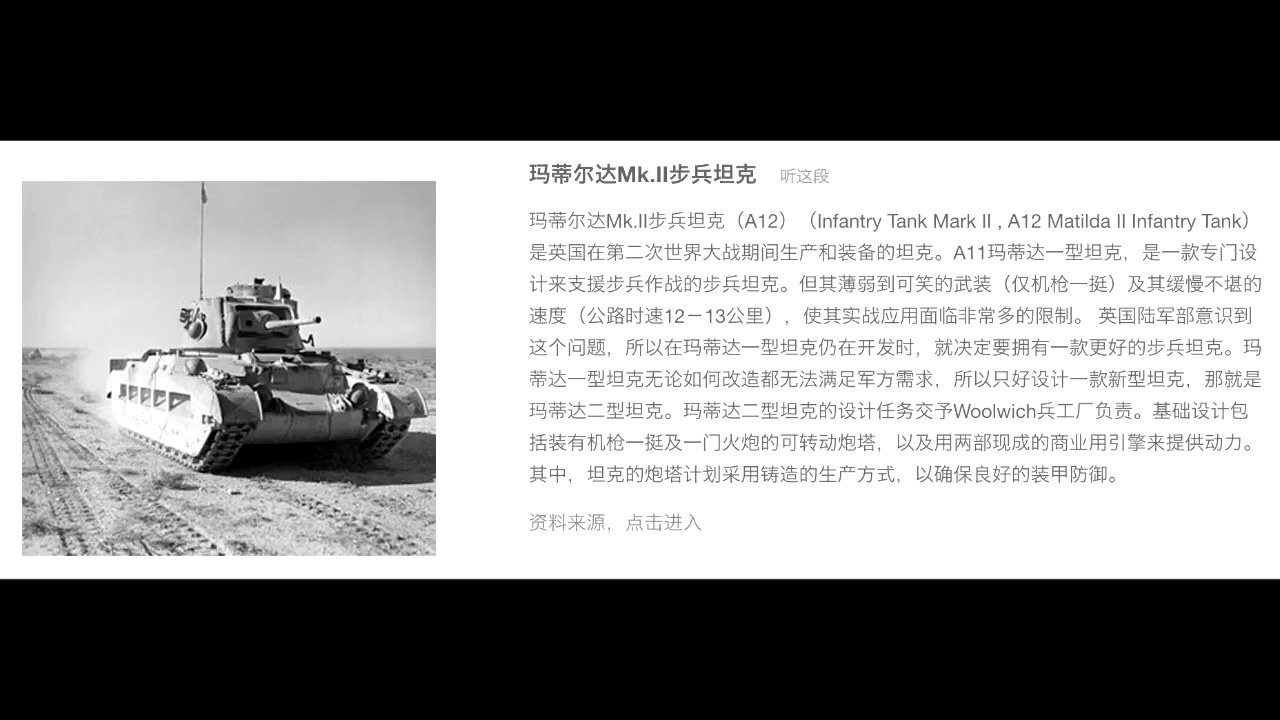 玛蒂尔达Mk.II步兵坦克 听这段
玛蒂尔达Mk.II步兵坦克（A12）（Infantry Tank Mark II , A12 Matilda II Infantry Tank）
是英国在第二次世界大战期间生产和装备的坦克。A11玛蒂达一型坦克，是一款专门设
计来支援步兵作战的步兵坦克。但其薄弱到可笑的武装（仅机枪一挺）及其缓慢不堪的
速度（公路时速12－13公里），使其实战应用面临非常多的限制。 英国陆军部意识到
这个问题，所以在玛蒂达一型坦克仍在开发时，就决定要拥有一款更好的步兵坦克。玛
蒂达一型坦克无论如何改造都无法满足军方需求，所以只好设计一款新型坦克，那就是
玛蒂达二型坦克。玛蒂达二型坦克的设计任务交予Woolwich兵工厂负责。基础设计包
括装有机枪一挺及一门火炮的可转动炮塔，以及用两部现成的商业用引擎来提供动力。
其中，坦克的炮塔计划采用铸造的生产方式，以确保良好的装甲防御。
资料来源，点击进入